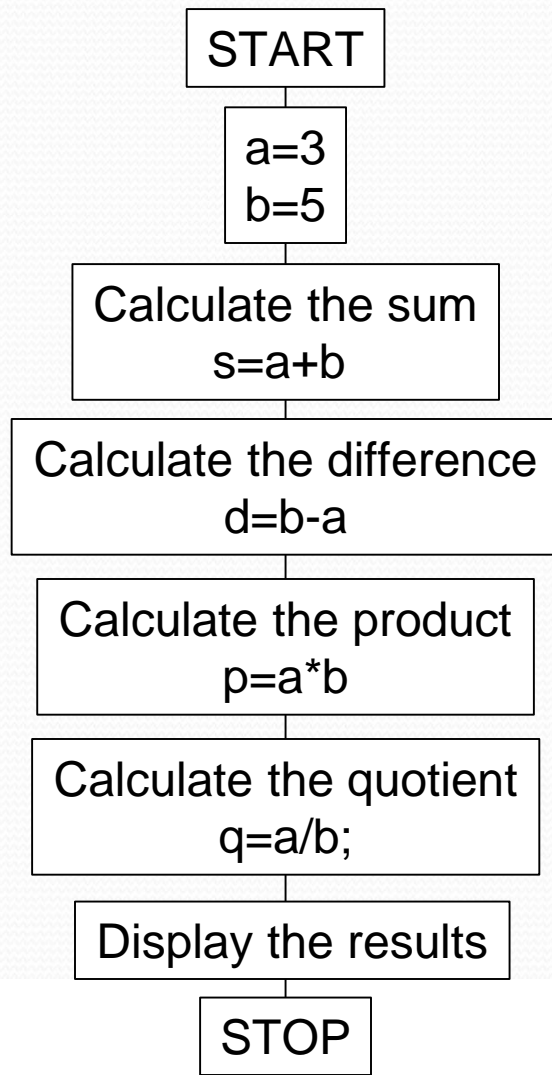 START
a=3
b=5
Calculate the sum
s=a+b
Calculate the difference
d=b-a
Calculate the product
p=a*b
Calculate the quotient
q=a/b;
Display the results
STOP